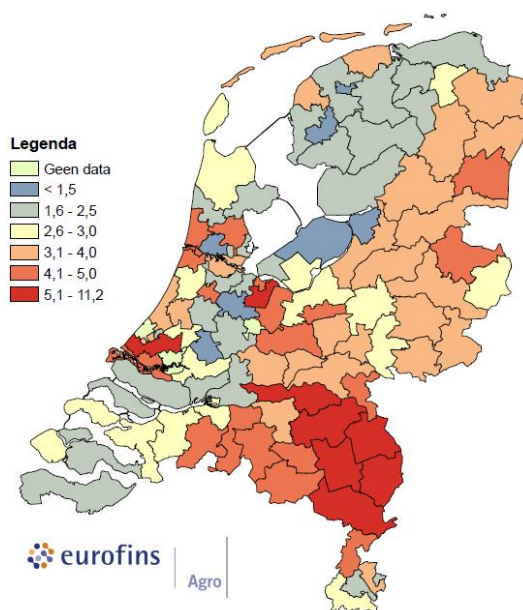 Legenda
Geen data
< 1,5
1,6 - 2,5
2,6 - 3,0
3,1 - 4,0
4,1 - 5,0
5,1 - 11,2
eurofins
Agro